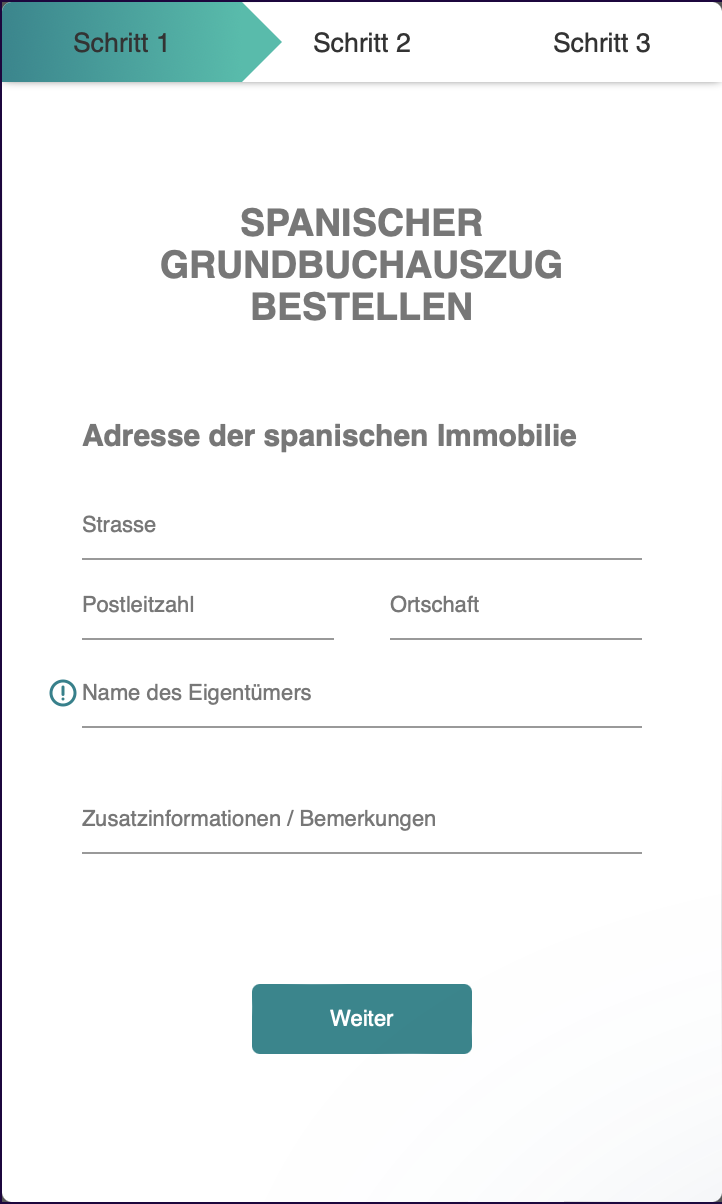 Schritt 1
Schritt 2
Schritt 3
SPANISCHER
GRUNDBUCHAUSZUG
BESTELLEN
Adresse der spanischen Immobilie
Strasse
Postleitzahl
Ortschaft
Name des Eigentümers
Zusatzinformationen / Bemerkungen
Weiter